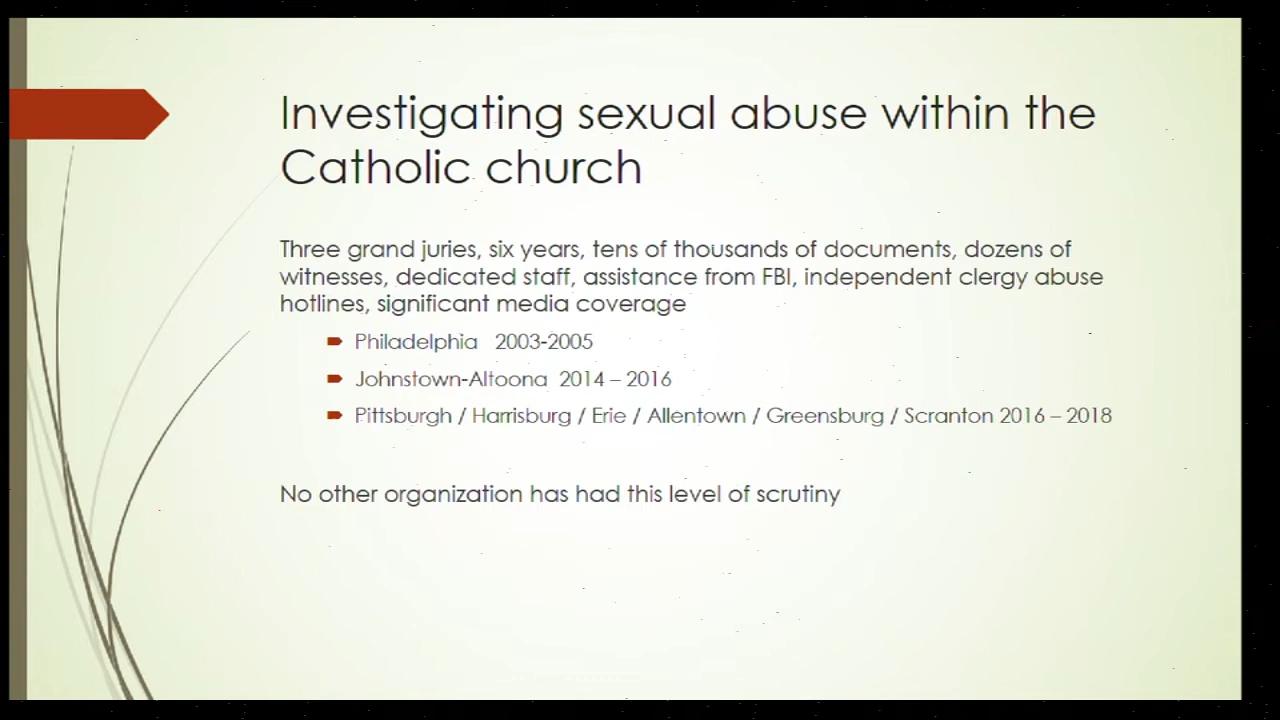 Investigating sexual abuse within the
Catholic church
Three grand juries, six years, tens of thousands of documents, dozens of
witnesses, dedicated staff, assistance from FBI, independent clergy abuse
hotlines, significant media coverage
Philadelphia 2003-2005
Johnstown-Altoona 2014 – 2016
Pittsburgh / Harrisburg / Erie / Allentown / Greensburg / Scranton 2016 – 2018
No other organization has had this level of scrutiny